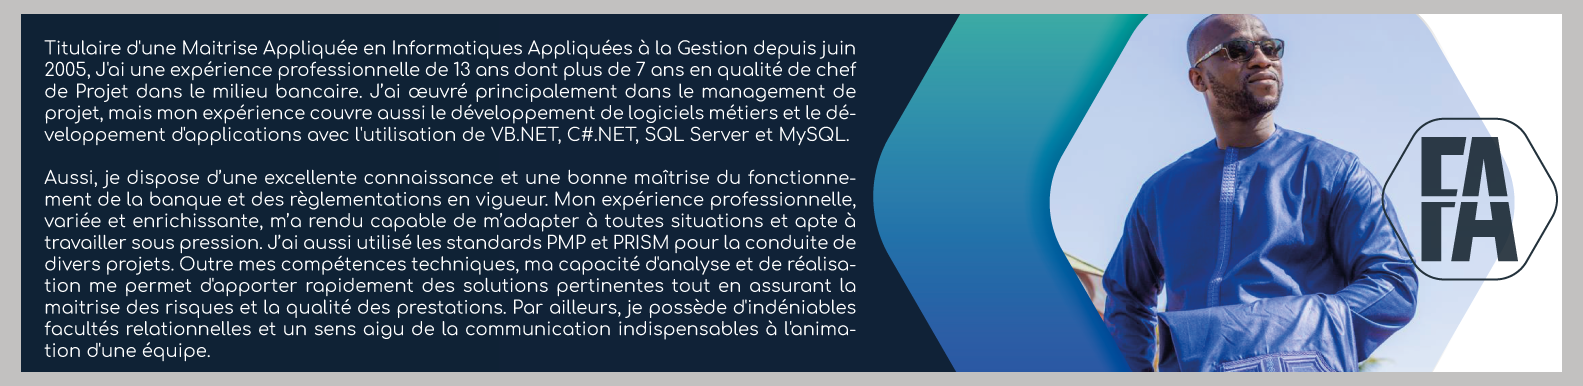 Titulaire d'une Maitrise Appliquée en Informatiques Appliquées à la Gestion depuis juin
2005, J'ai une expérience professionnelle de 13 ans dont plus de 7 ans en qualité de chef
de Projet dans le milieu bancaire. J'ai œuvré principalement dans le management de
projet, mais mon expérience couvre aussi le développement de logiciels métiers et le dé-
veloppement d'applications avec l'utilisation de VB.NET, C#.NET, SQL Server et MySQL.
Aussi, je dispose d'une excellente connaissance et une bonne maîtrise du fonctionne-
ment de la banque et des règlementations en vigueur. Mon expérience professionnelle,
variée et enrichissante, m'a rendu capable de m'adapter à toutes situations et apte à
travailler sous pression. J'ai aussi utilisé les standards PMP et PRISM pour la conduite de
divers projets. Outre mes compétences techniques, ma capacité d'analyse et de réalisa-
tion me permet d'apporter rapidement des solutions pertinentes tout en assurant la
maitrise des risques et la qualité des prestations. Par ailleurs, je possède d'indéniables
facultés relationnelles et un sens aigu de la communication indispensables à l'anima-
tion d'une équipe.
FA
FA